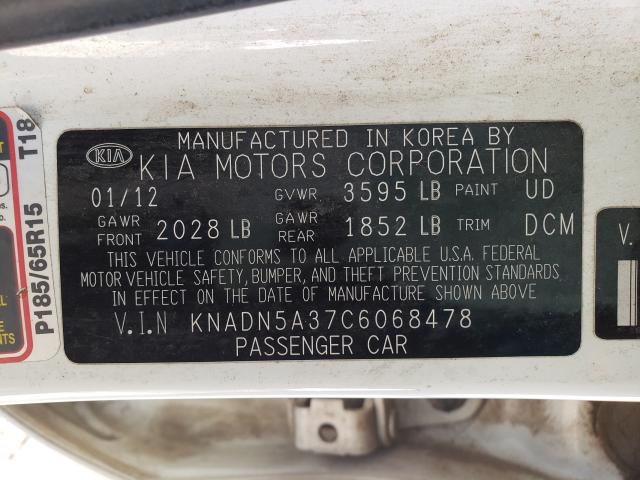 MANUFACTURED IN KOREA BY
KIA KIA MOTORS CORPORATION
01/12 GVWR 3595 LB PAINT UD
GAWR FRONT 2028 LB GAWR REAR 1852 LB TRIM DCM
THIS VEHICLE CONFORMS TO ALL APPLICABLE U.S.A. FEDERAL
MOTOR VEHICLE SAFETY, BUMPER, AND THEFT PREVENTION STANDARDS
IN EFFECT ON THE DATE OF MANUFACTURE SHOWN ABOVE
V.I.N KNADN5A37C6068478
PASSENGER CAR
P185/65R15 T18
V.